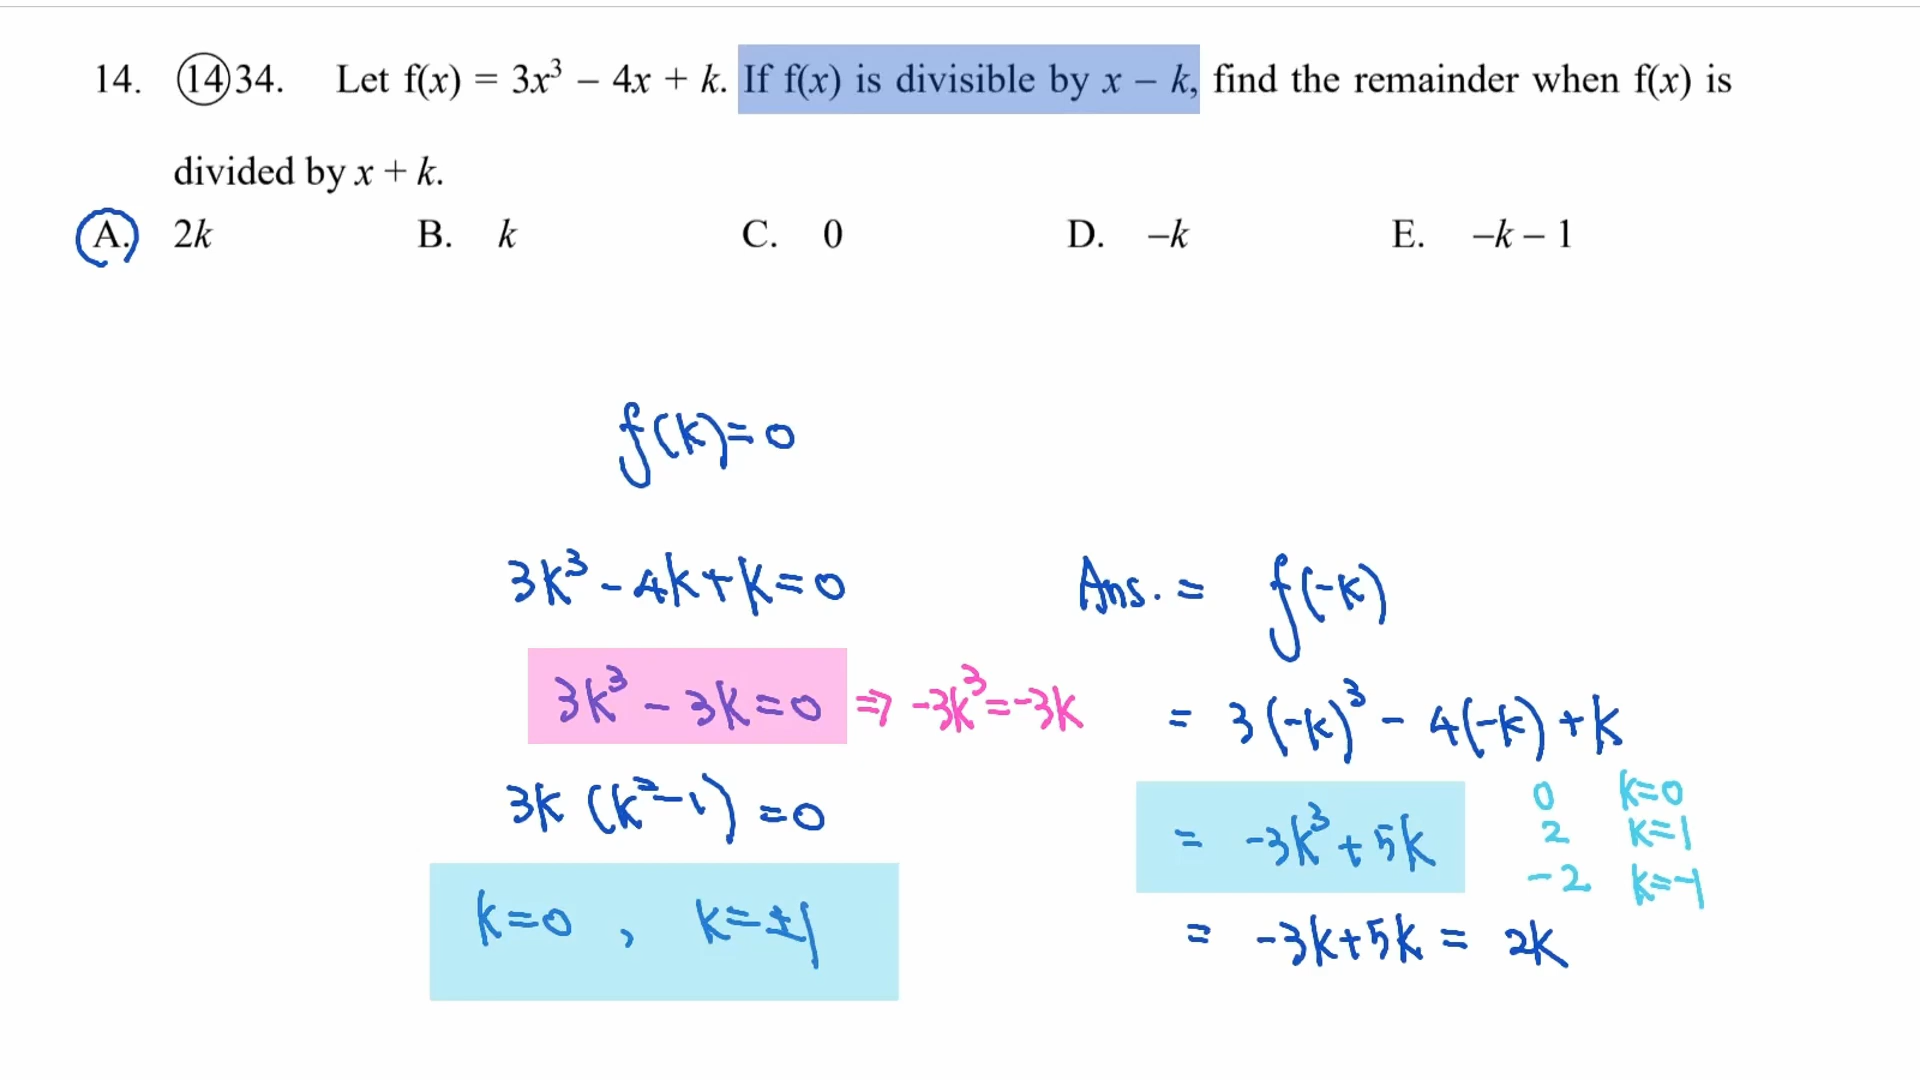 14. (14)34. Let f(x) = 3x³ – 4x + k. If f(x) is divisible by x – k, find the remainder when f(x) is
divided by x + k.
A. 2k B. k C. 0 D. –k E. –k – 1
f(k)=0
3k³-4k+k=0
3k³-3k=0 ⇒ -3k³=-3k
3k(k²-1)=0
k=0, k=±1
Ans. = f(-k)
= 3(-k)³-4(-k)+k
= -3k³+5k
0 k=0
2 k=1
-2 k=-1
= -3k+5k = 2k